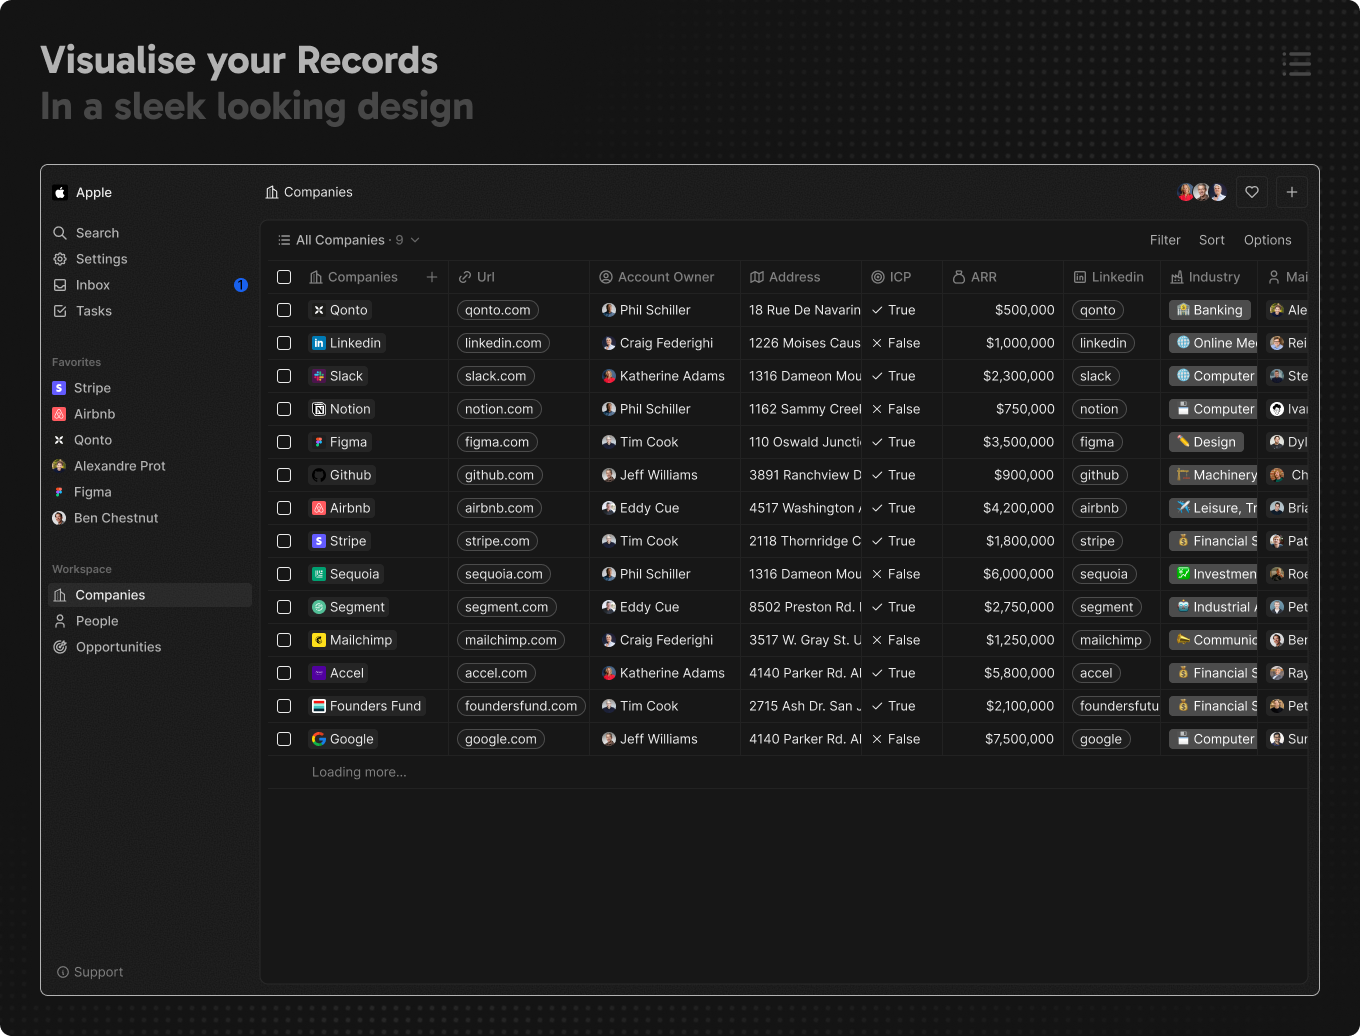 Visualise your Records
In a sleek looking design
Apple
Companies
Search
Settings
Inbox 1
Tasks
Favorites
Stripe
Airbnb
Qonto
Alexandre Prot
Figma
Ben Chestnut
Workspace
Companies
People
Opportunities
Support
All Companies · 9 Filter Sort Options
Companies Url Account Owner Address ICP ARR Linkedin Industry Mai
Qonto qonto.com Phil Schiller 18 Rue De Navarin True $500,000 qonto Banking Ale
Linkedin linkedin.com Craig Federighi 1226 Moises Caus False $1,000,000 linkedin Online Me Rei
Slack slack.com Katherine Adams 1316 Dameon Mou True $2,300,000 slack Computer Ste
Notion notion.com Phil Schiller 1162 Sammy Creel False $750,000 notion Computer Ivan
Figma figma.com Tim Cook 110 Oswald Juncti True $3,500,000 figma Design Dyl
Github github.com Jeff Williams 3891 Ranchview D True $900,000 github Machinery Ch
Airbnb airbnb.com Eddy Cue 4517 Washington True $4,200,000 airbnb Leisure, Tr Bria
Stripe stripe.com Tim Cook 2118 Thornridge C True $1,800,000 stripe Financial S Pat
Sequoia sequoia.com Phil Schiller 1316 Dameon Mou False $6,000,000 sequoia Investmen Roe
Segment segment.com Eddy Cue 8502 Preston Rd. True $2,750,000 segment Industrial Pet
Mailchimp mailchimp.com Craig Federighi 3517 W. Gray St. U False $1,250,000 mailchimp Communic Ber
Accel accel.com Katherine Adams 4140 Parker Rd. Al True $5,800,000 accel Financial S Ray
Founders Fund foundersfund.com Tim Cook 2715 Ash Dr. San J True $2,100,000 foundersfutu Financial S Pet
Google google.com Jeff Williams 4140 Parker Rd. Al False $7,500,000 google Computer Sun
Loading more...